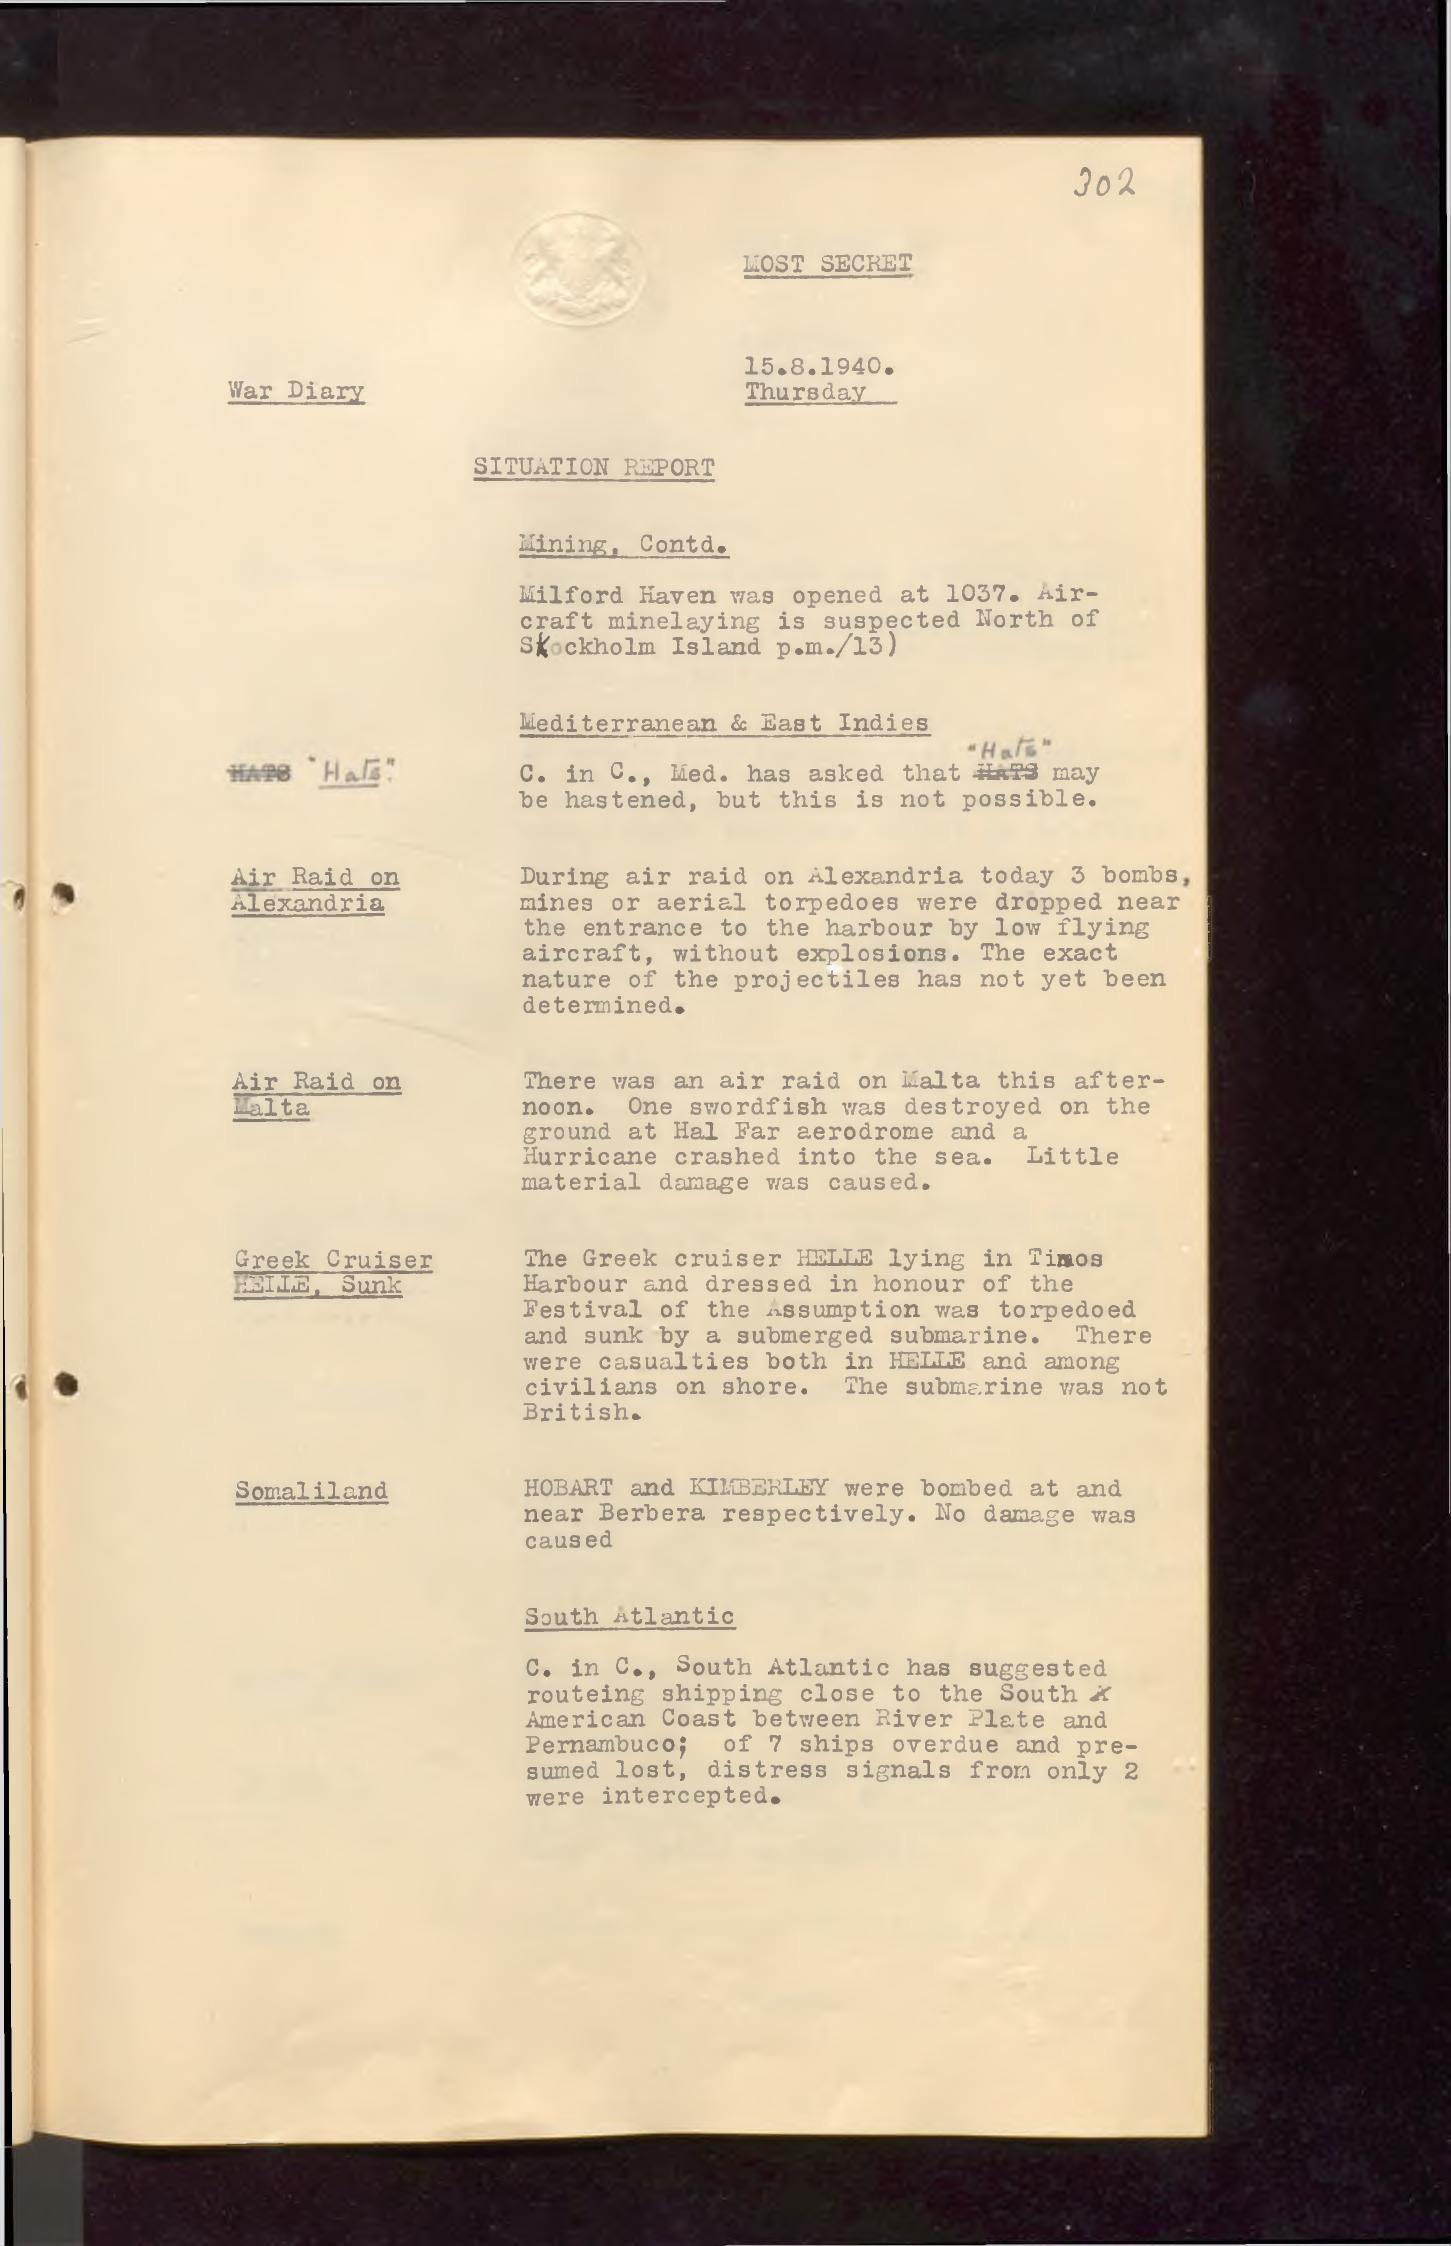 302
MOST SECRET
15.8.1940.
War Diary
Thursday
SITUATION REPORT
Mining, Contd.
Milford Haven was opened at 1037. Air-
craft minelaying is suspected North of
Skockholm Island p.m./13)
Mediterranean & East Indies
"Hats"
HATS "Hats". C. in C., Med. has asked that HATS may
be hastened, but this is not possible.
Air Raid on During air raid on Alexandria today 3 bombs,
Alexandria mines or aerial torpedoes were dropped near
the entrance to the harbour by low flying
aircraft, without explosions. The exact
nature of the projectiles has not yet been
determined.
Air Raid on There was an air raid on Malta this after-
Malta noon. One swordfish was destroyed on the
ground at Hal Far aerodrome and a
Hurricane crashed into the sea. Little
material damage was caused.
Greek Cruiser The Greek cruiser HELLE lying in Tinos
HELLE, Sunk Harbour and dressed in honour of the
Festival of the Assumption was torpedoed
and sunk by a submerged submarine. There
were casualties both in HELLE and among
civilians on shore. The submarine was not
British.
Somaliland HOBART and KIMBERLEY were bombed at and
near Berbera respectively. No damage was
caused
South Atlantic
C. in C., South Atlantic has suggested
routeing shipping close to the South
American Coast between River Plate and
Pernambuco; of 7 ships overdue and pre-
sumed lost, distress signals from only 2
were intercepted.